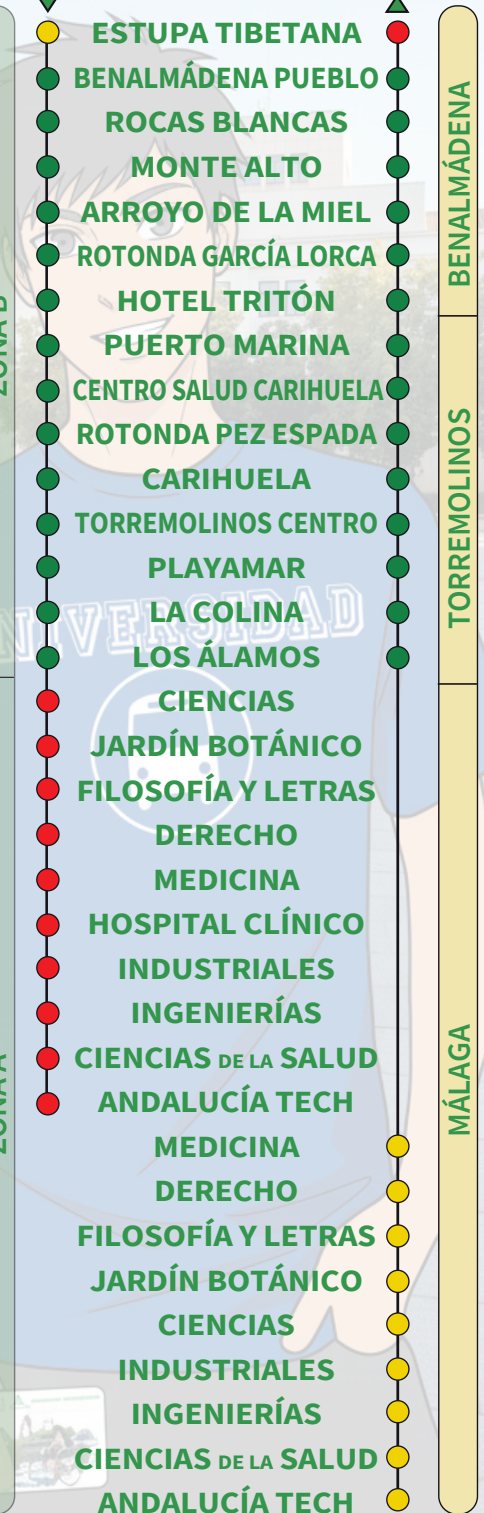 ESTUPA TIBETANA
BENALMÁDENA PUEBLO
ROCAS BLANCAS
MONTE ALTO
ARROYO DE LA MIEL
ROTONDA GARCÍA LORCA
HOTEL TRITÓN
PUERTO MARINA
CENTRO SALUD CARIHUELA
ROTONDA PEZ ESPADA
CARIHUELA
TORREMOLINOS CENTRO
PLAYAMAR
LA COLINA
LOS ÁLAMOS
CIENCIAS
JARDÍN BOTÁNICO
FILOSOFÍA Y LETRAS
DERECHO
MEDICINA
HOSPITAL CLÍNICO
INDUSTRIALES
INGENIERÍAS
CIENCIAS DE LA SALUD
ANDALUCÍA TECH
MEDICINA
DERECHO
FILOSOFÍA Y LETRAS
JARDÍN BOTÁNICO
CIENCIAS
INDUSTRIALES
INGENIERÍAS
CIENCIAS DE LA SALUD
ANDALUCÍA TECH
BENALMÁDENA
TORREMOLINOS
MÁLAGA
NIVERSIDAD